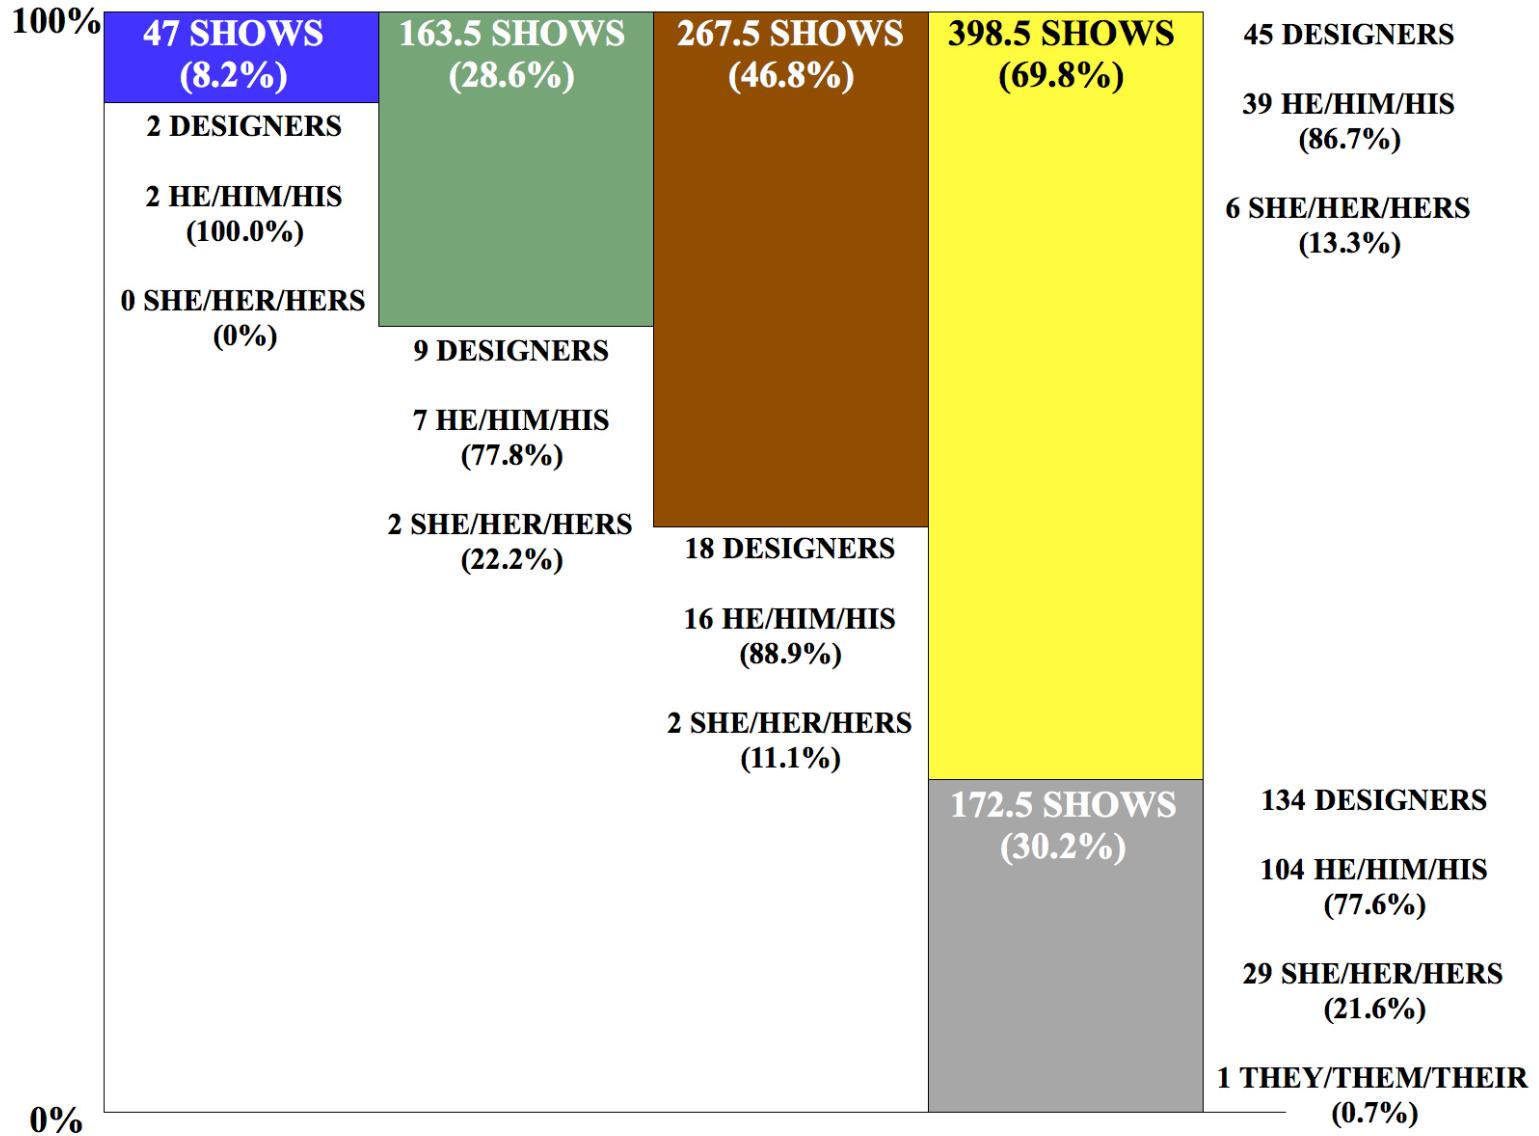 100%
47 SHOWS
(8.2%)
2 DESIGNERS
2 HE/HIM/HIS
(100.0%)
0 SHE/HER/HERS
(0%)
163.5 SHOWS
(28.6%)
9 DESIGNERS
7 HE/HIM/HIS
(77.8%)
2 SHE/HER/HERS
(22.2%)
267.5 SHOWS
(46.8%)
18 DESIGNERS
16 HE/HIM/HIS
(88.9%)
2 SHE/HER/HERS
(11.1%)
398.5 SHOWS
(69.8%)
45 DESIGNERS
39 HE/HIM/HIS
(86.7%)
6 SHE/HER/HERS
(13.3%)
172.5 SHOWS
(30.2%)
134 DESIGNERS
104 HE/HIM/HIS
(77.6%)
29 SHE/HER/HERS
(21.6%)
1 THEY/THEM/THEIR
(0.7%)
0%